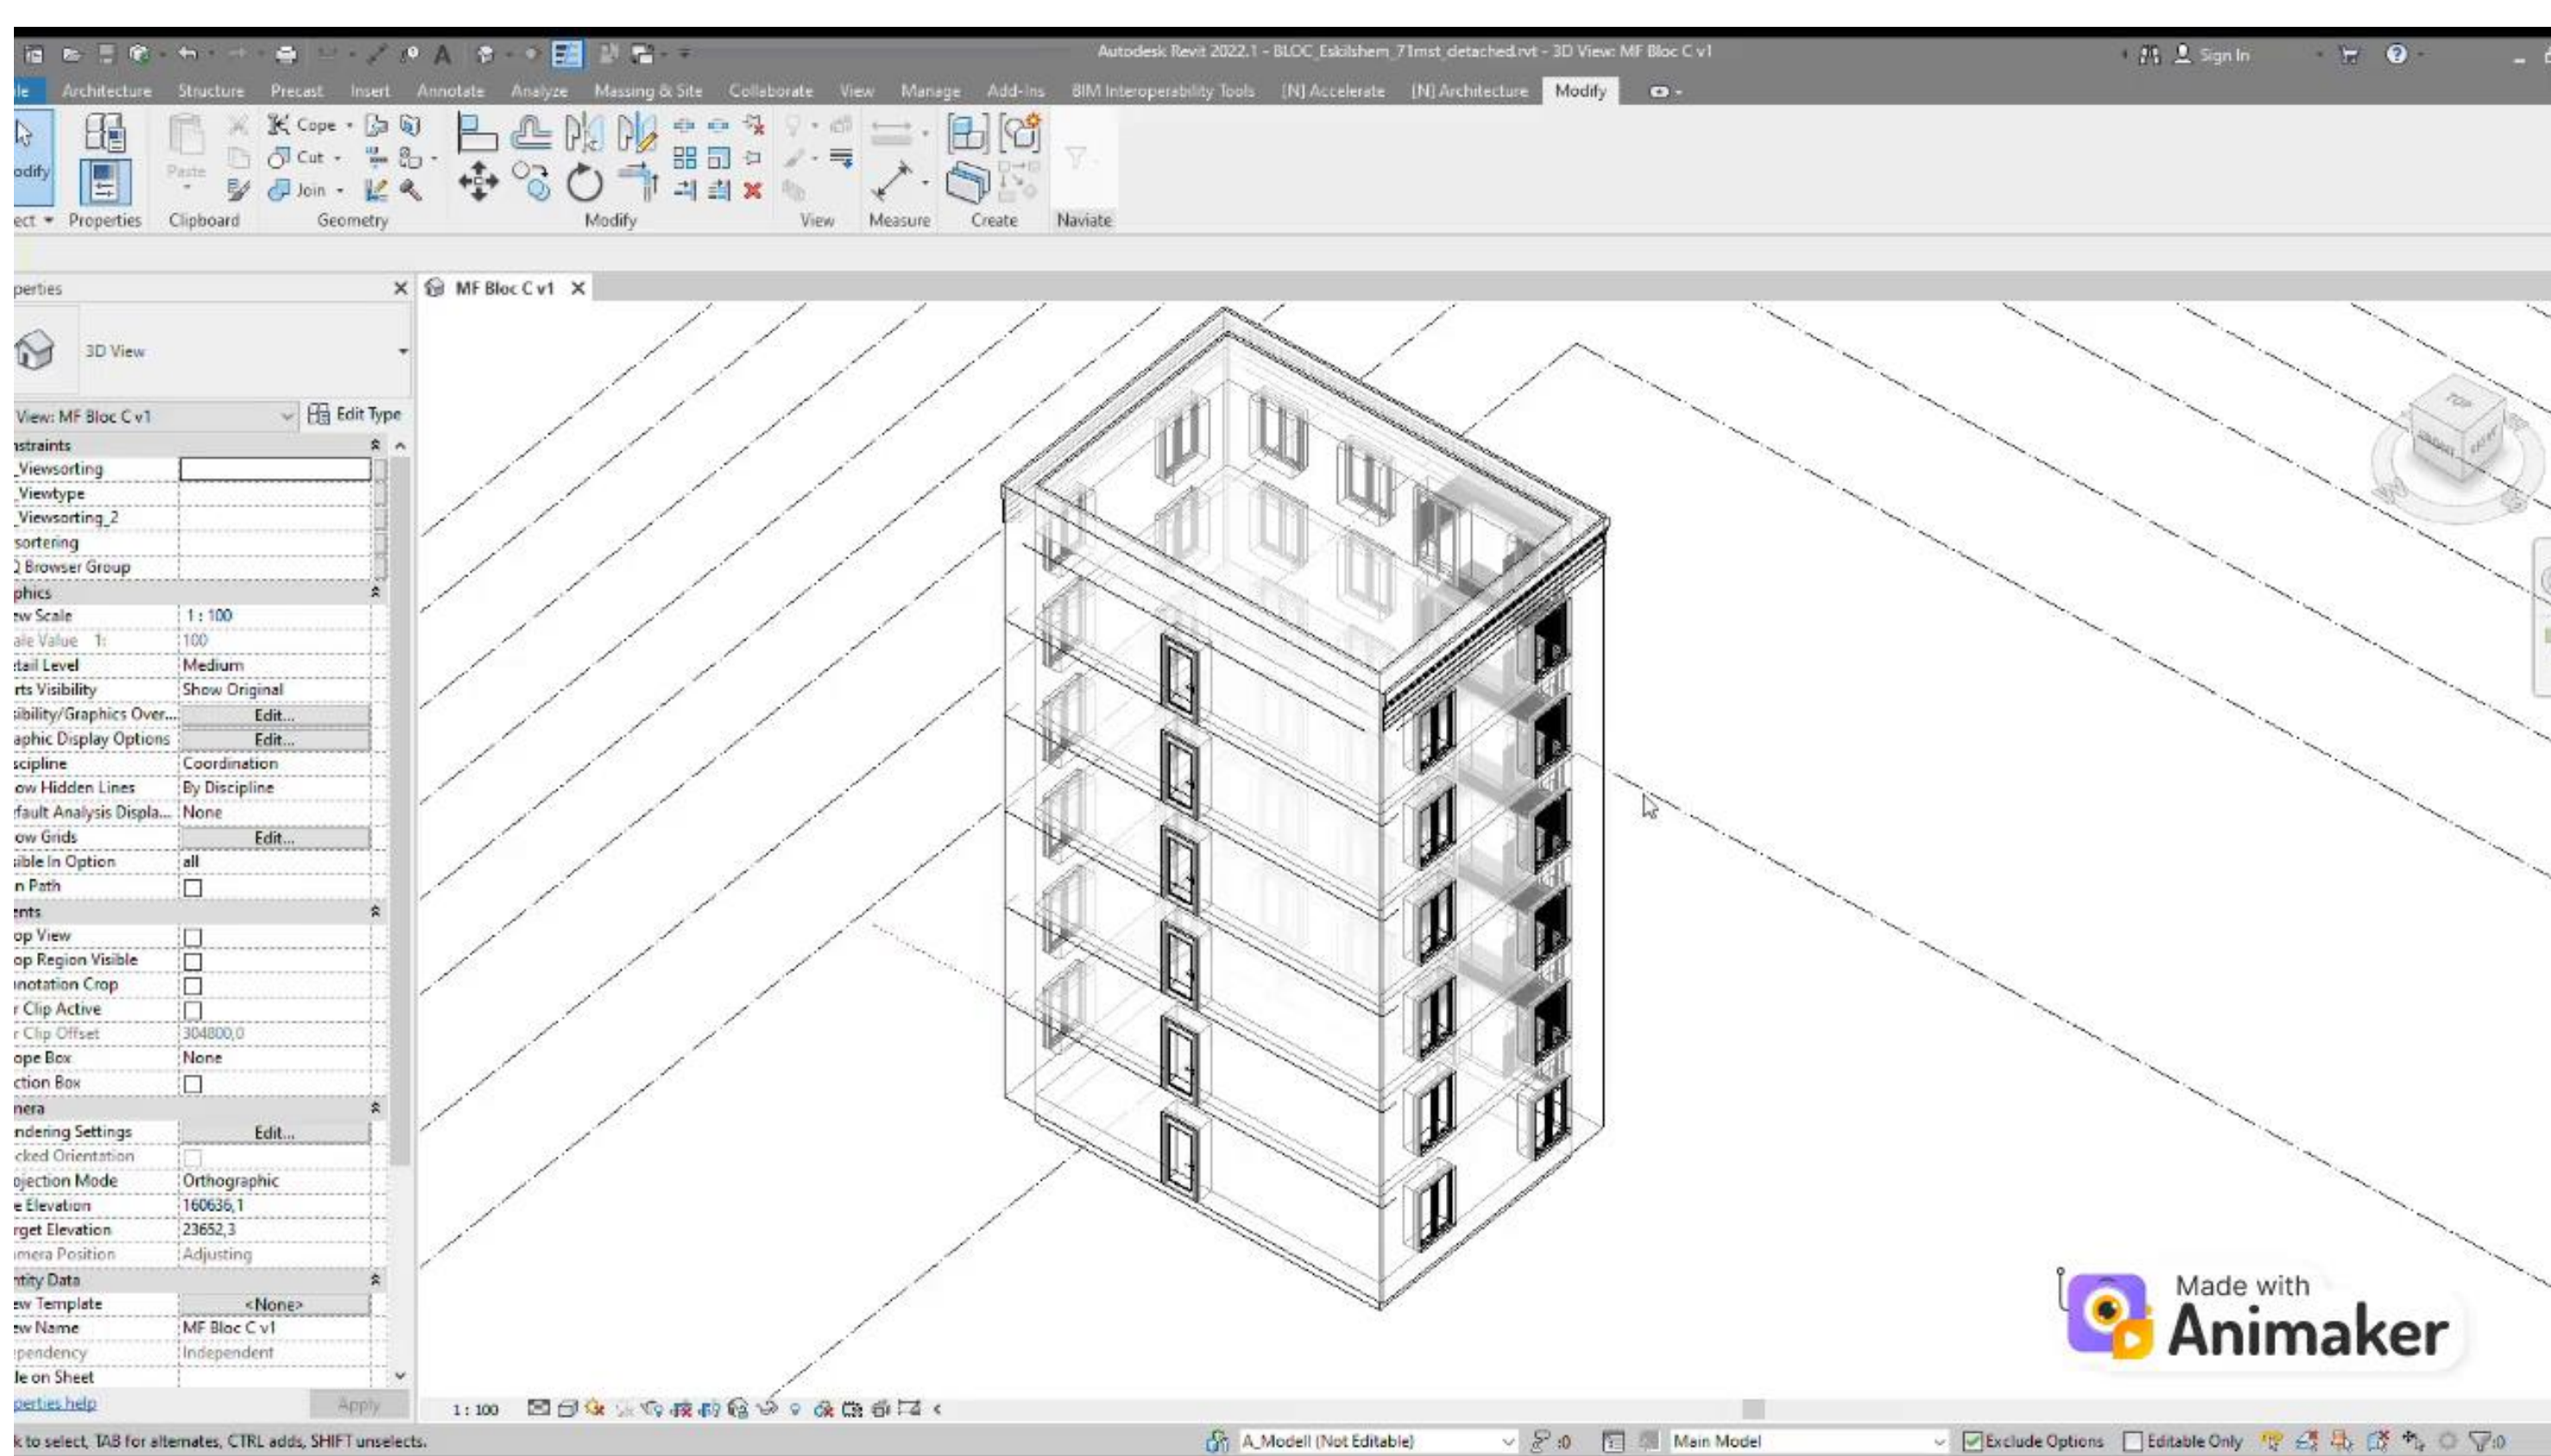 Autodesk Revit 2022.1 - BLOC_Eskilshem_71mst_detached.rvt - 3D View: MF Bloc C v1
Sign In
le Architecture Structure Precast Insert Annotate Analyze Massing & Site Collaborate View Manage Add-Ins BIM Interoperability Tools [N] Accelerate [N] Architecture Modify
odify Paste Cope Cut Join
ect Properties Clipboard Geometry Modify View Measure Create Naviate
perties
MF Bloc C v1
3D View
View: MF Bloc C v1 Edit Type
nstraints
_Viewsorting
_Viewtype
_Viewsorting_2
sortering
Q Browser Group
phics
ew Scale 1 : 100
ale Value 1: 100
etail Level Medium
rts Visibility Show Original
sibility/Graphics Over... Edit...
aphic Display Options Edit...
scipline Coordination
ow Hidden Lines By Discipline
efault Analysis Displa... None
ow Grids Edit...
sible In Option all
n Path
ents
op View
op Region Visible
nnotation Crop
r Clip Active
r Clip Offset 304800,0
ope Box None
ction Box
mera
ndering Settings Edit...
cked Orientation
ojection Mode Orthographic
e Elevation 160636,1
rget Elevation 23652,3
mera Position Adjusting
ntity Data
ew Template <None>
ew Name MF Bloc C v1
pendency Independent
le on Sheet
perties help Apply
1 : 100
k to select, TAB for alternates, CTRL adds, SHIFT unselects.
A_Modell (Not Editable) :0 Main Model Exclude Options Editable Only :0
TOP
Made with
Animaker